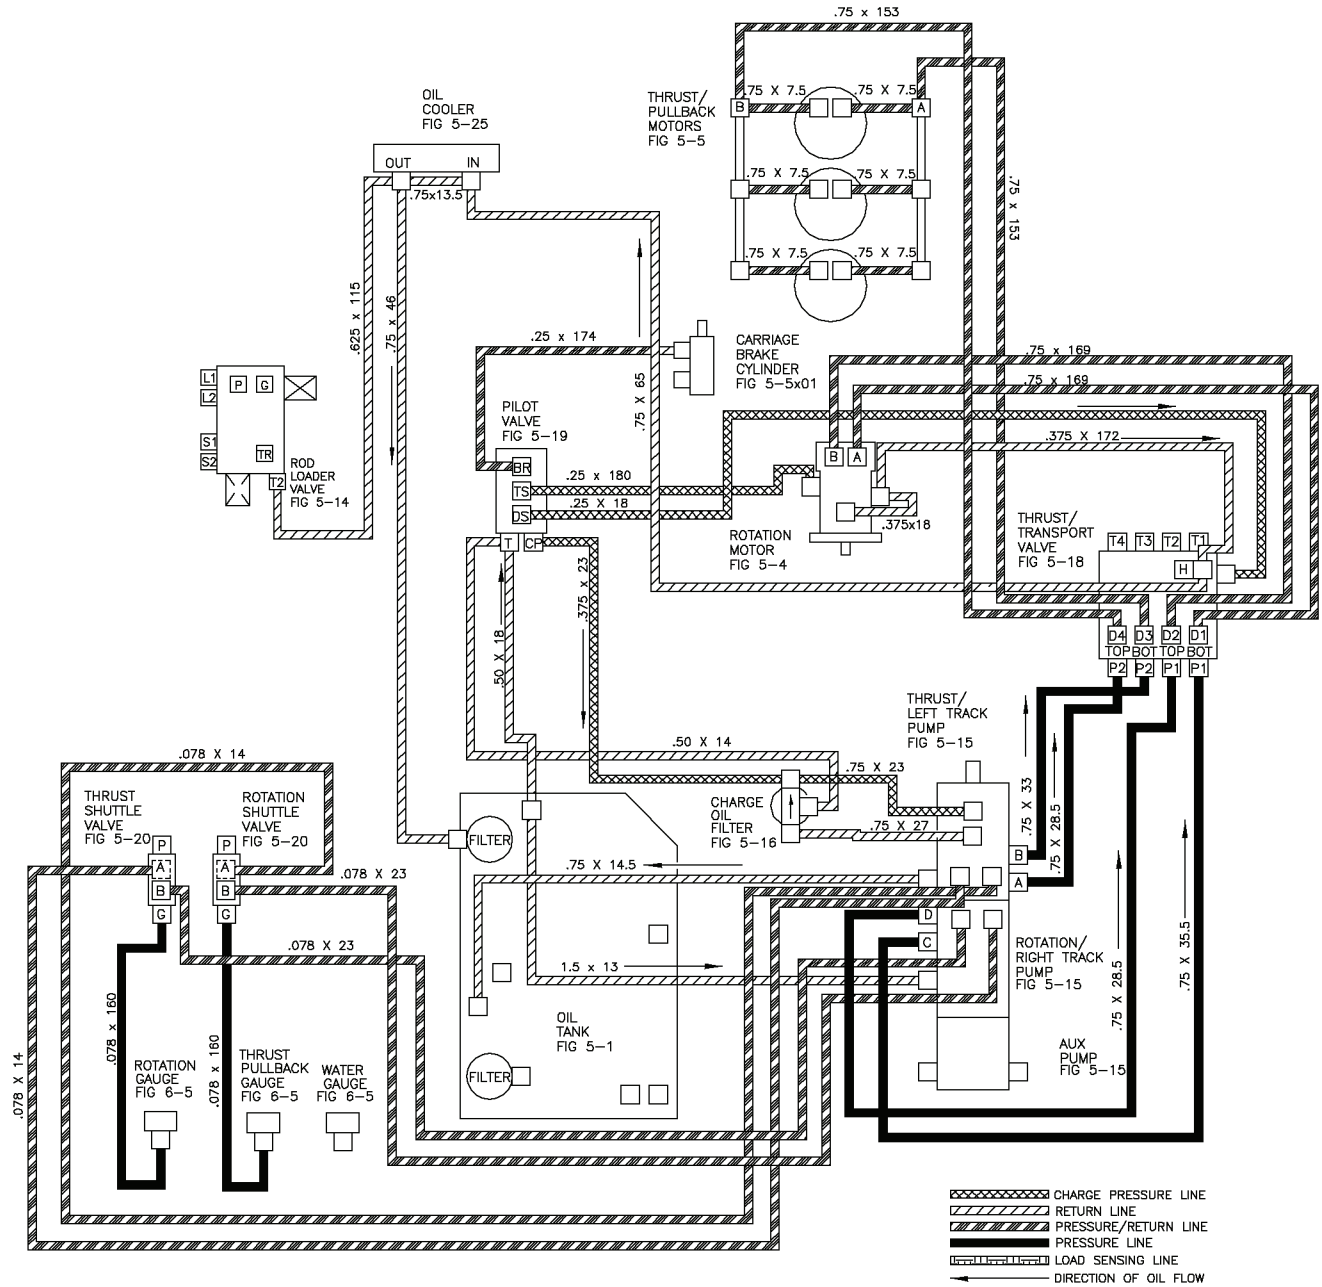 .75 X 153
OIL
COOLER
FIG 5-25
THRUST/
PULLBACK
MOTORS
FIG 5-5
B
.75 X 7.5
.75 X 7.5
A
OUT
IN
.75x13.5
.75 X 7.5
.75 X 7.5
.75 X 153
.75 X 7.5
.75 X 7.5
.625 x 115
.75 x 46
.25 x 174
.75 X 65
CARRIAGE
BRAKE
CYLINDER
FIG 5-5x01
.75 x 169
.75 x 169
L1
L2
P
G
S1
S2
TR
T2
ROD
LOADER
VALVE
FIG 5-14
PILOT
VALVE
FIG 5-19
BR
TS
DS
T
CP
.25 x 180
.25 X 18
B
A
.375 X 172
.375x18
ROTATION
MOTOR
FIG 5-4
THRUST/
TRANSPORT
VALVE
FIG 5-18
T4
T3
T2
T1
H
D4
D3
D2
D1
TOP
BOT
TOP
BOT
P2
P2
P1
P1
.375 X 23
.50 X 18
THRUST/
LEFT TRACK
PUMP
FIG 5-15
.50 X 14
.75 X 23
.078 X 14
THRUST
SHUTTLE
VALVE
FIG 5-20
ROTATION
SHUTTLE
VALVE
FIG 5-20
CHARGE
OIL
FILTER
FIG 5-16
.75 X 27
.75 X 33
.75 X 28.5
P
A
B
G
P
A
B
G
FILTER
.75 X 14.5
B
A
D
C
.078 X 23
.078 X 23
1.5 x 13
ROTATION/
RIGHT TRACK
PUMP
FIG 5-15
.75 X 28.5
.75 X 35.5
.078 x 160
.078 x 160
OIL
TANK
FIG 5-1
AUX
PUMP
FIG 5-15
.078 X 14
ROTATION
GAUGE
FIG 6-5
THRUST
PULLBACK
GAUGE
FIG 6-5
WATER
GAUGE
FIG 6-5
FILTER
CHARGE PRESSURE LINE
RETURN LINE
PRESSURE/RETURN LINE
PRESSURE LINE
LOAD SENSING LINE
DIRECTION OF OIL FLOW